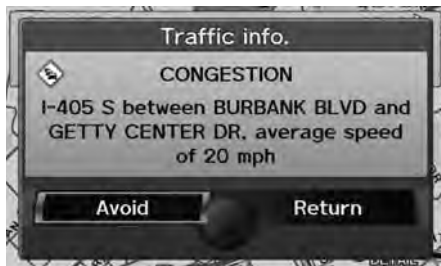 Traffic info.
CONGESTION
I-405 S between BURBANK BLVD and
GETTY CENTER DR, average speed
of 20 mph
Avoid Return